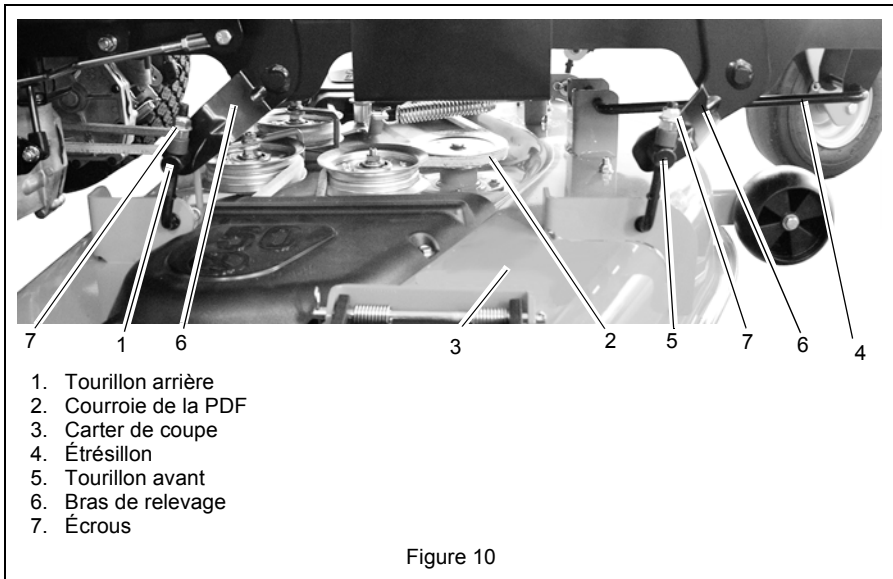 7 1 6 3 2 5 7 6 4
1. Tourillon arrière
2. Courroie de la PDF
3. Carter de coupe
4. Étrésillon
5. Tourillon avant
6. Bras de relevage
7. Écrous
Figure 10